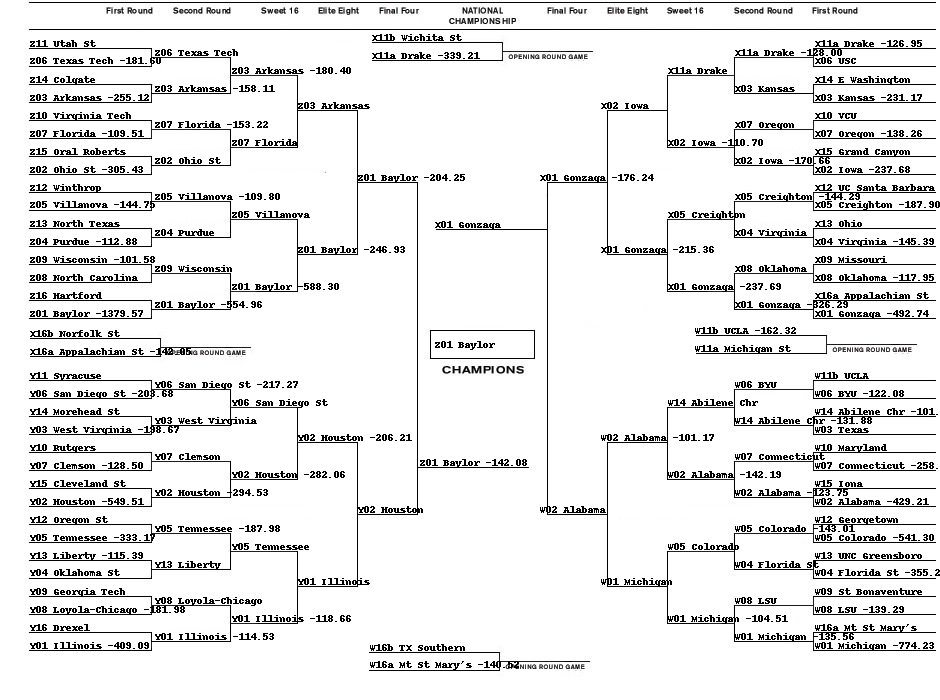 First Round Second Round Sweet 16 Elite Eight Final Four NATIONAL CHAMPIONSHIP Final Four Elite Eight Sweet 16 Second Round First Round
Z11 Utah St
Z06 Texas Tech -181.60
Z14 Colgate
Z03 Arkansas -255.12
Z10 Virginia Tech
Z07 Florida -109.51
Z15 Oral Roberts
Z02 Ohio St -305.43
Z12 Winthrop
Z05 Villanova -144.75
Z13 North Texas
Z04 Purdue -112.88
Z09 Wisconsin -101.58
Z08 North Carolina
Z16 Hartford
Z01 Baylor -1379.57
Z06 Texas Tech
Z03 Arkansas -158.11
Z07 Florida -153.22
Z02 Ohio St
Z05 Villanova -109.80
Z04 Purdue
Z09 Wisconsin
Z01 Baylor -554.96
Z03 Arkansas -180.40
Z07 Florida
Z05 Villanova
Z01 Baylor -588.30
Z03 Arkansas
Z01 Baylor -246.93
Z01 Baylor -204.25
X16b Norfolk St
X16a Appalachian St -142.05
OPENING ROUND GAME
Y11 Syracuse
Y06 San Diego St -203.68
Y14 Morehead St
Y03 West Virginia -198.67
Y10 Rutgers
Y07 Clemson -128.50
Y15 Cleveland St
Y02 Houston -549.51
Y12 Oregon St
Y05 Tennessee -333.17
Y13 Liberty -115.39
Y04 Oklahoma St
Y09 Georgia Tech
Y08 Loyola-Chicago -181.98
Y16 Drexel
Y01 Illinois -409.09
Y06 San Diego St -217.27
Y03 West Virginia
Y07 Clemson
Y02 Houston -294.53
Y05 Tennessee -187.98
Y13 Liberty
Y08 Loyola-Chicago
Y01 Illinois -114.53
Y06 San Diego St
Y02 Houston -282.06
Y05 Tennessee
Y01 Illinois -118.66
Y02 Houston -206.21
Y01 Illinois
Y02 Houston
X11b Wichita St
X11a Drake -339.21
OPENING ROUND GAME
X01 Gonzaga
Z01 Baylor
CHAMPIONS
Z01 Baylor -142.08
W16b TX Southern
W16a Mt St Mary's -140.52
OPENING ROUND GAME
X01 Gonzaga -176.24
X02 Iowa
X01 Gonzaga -215.36
X11a Drake
X02 Iowa -110.70
X05 Creighton
X01 Gonzaga -237.69
X11a Drake -128.00
X03 Kansas
X07 Oregon
X02 Iowa -170.66
X05 Creighton -144.29
X04 Virginia
X08 Oklahoma
X01 Gonzaga -326.29
X11a Drake -126.95
X06 USC
X14 E Washington
X03 Kansas -231.17
X10 VCU
X07 Oregon -138.26
X15 Grand Canyon
X02 Iowa -237.68
X12 UC Santa Barbara
X05 Creighton -187.90
X13 Ohio
X04 Virginia -145.39
X09 Missouri
X08 Oklahoma -117.95
X16a Appalachian St
X01 Gonzaga -492.74
W11b UCLA -162.32
W11a Michigan St
OPENING ROUND GAME
W02 Alabama
W02 Alabama -101.17
W01 Michigan
W14 Abilene Chr
W02 Alabama -142.19
W05 Colorado
W01 Michigan -104.51
W06 BYU
W14 Abilene Chr -131.88
W07 Connecticut
W02 Alabama -123.75
W05 Colorado -143.01
W04 Florida St
W08 LSU
W01 Michigan -135.56
W11b UCLA
W06 BYU -122.08
W14 Abilene Chr -101.
W03 Texas
W10 Maryland
W07 Connecticut -258.
W15 Iona
W02 Alabama -429.21
W12 Georgetown
W05 Colorado -541.30
W13 UNC Greensboro
W04 Florida St -355.2
W09 St Bonaventure
W08 LSU -139.29
W16a Mt St Mary's
W01 Michigan -774.23